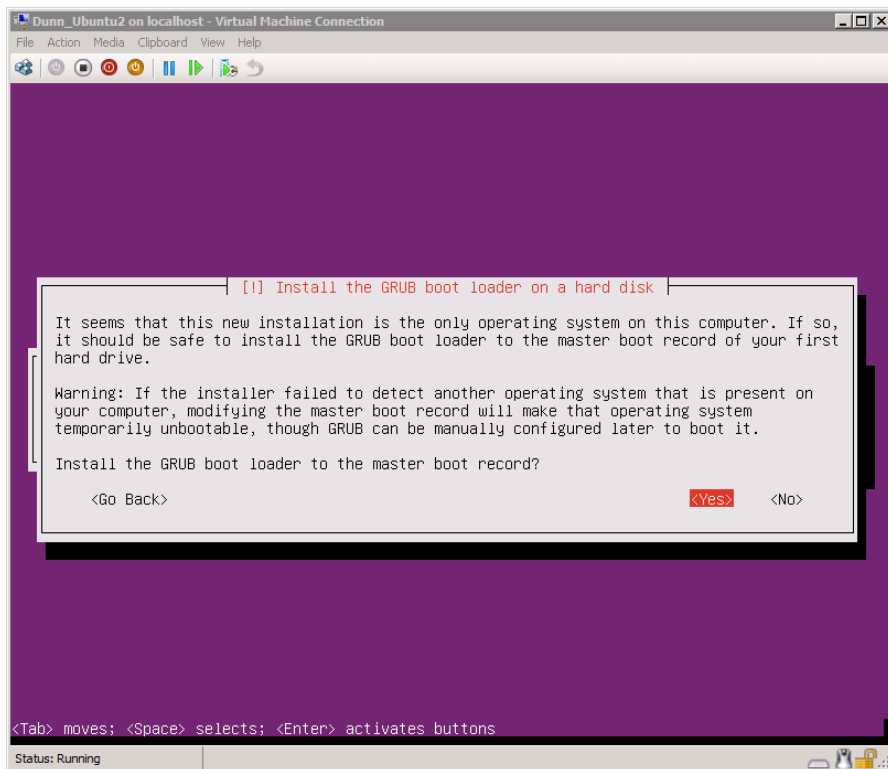 Dunn_Ubuntu2 on localhost - Virtual Machine Connection
File Action Media Clipboard View Help
[!] Install the GRUB boot loader on a hard disk
It seems that this new installation is the only operating system on this computer. If so,
it should be safe to install the GRUB boot loader to the master boot record of your first
hard drive.
Warning: If the installer failed to detect another operating system that is present on
your computer, modifying the master boot record will make that operating system
temporarily unbootable, though GRUB can be manually configured later to boot it.
Install the GRUB boot loader to the master boot record?
<Go Back> <Yes> <No>
<Tab> moves; <Space> selects; <Enter> activates buttons
Status: Running